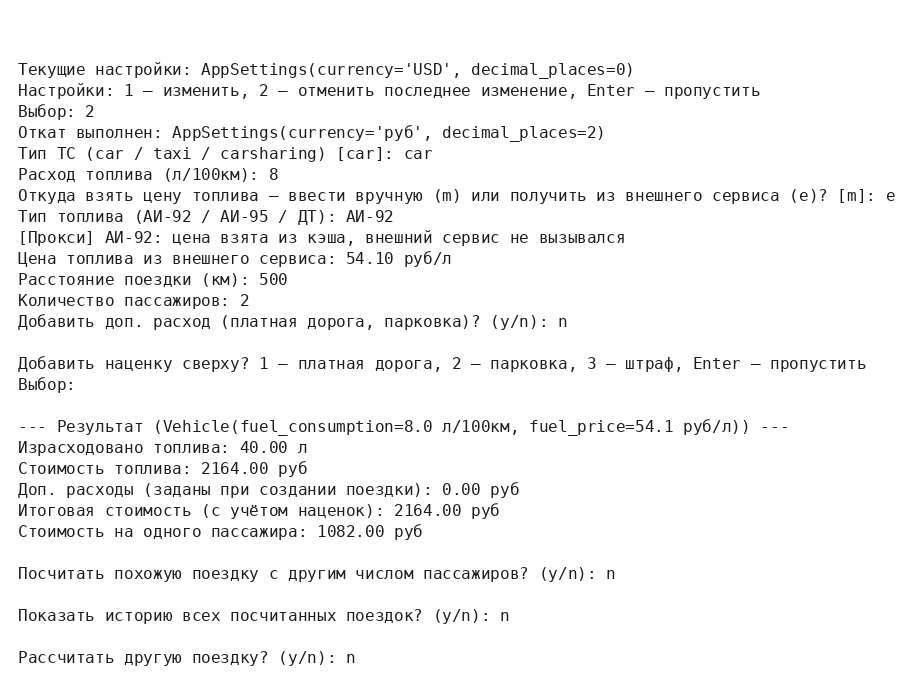 Текущие настройки: AppSettings(currency='USD', decimal_places=0)
Настройки: 1 — изменить, 2 — отменить последнее изменение, Enter — пропустить
Выбор: 2
Откат выполнен: AppSettings(currency='руб', decimal_places=2)
Тип ТС (car / taxi / carsharing) [car]: car
Расход топлива (л/100км): 8
Откуда взять цену топлива — ввести вручную (m) или получить из внешнего сервиса (e)? [m]: e
Тип топлива (АИ-92 / АИ-95 / ДТ): АИ-92
[Прокси] АИ-92: цена взята из кэша, внешний сервис не вызывался
Цена топлива из внешнего сервиса: 54.10 руб/л
Расстояние поездки (км): 500
Количество пассажиров: 2
Добавить доп. расход (платная дорога, парковка)? (y/n): n
Добавить наценку сверху? 1 — платная дорога, 2 — парковка, 3 — штраф, Enter — пропустить
Выбор:
--- Результат (Vehicle(fuel_consumption=8.0 л/100км, fuel_price=54.1 руб/л)) ---
Израсходовано топлива: 40.00 л
Стоимость топлива: 2164.00 руб
Доп. расходы (заданы при создании поездки): 0.00 руб
Итоговая стоимость (с учётом наценок): 2164.00 руб
Стоимость на одного пассажира: 1082.00 руб
Посчитать похожую поездку с другим числом пассажиров? (y/n): n
Показать историю всех посчитанных поездок? (y/n): n
Рассчитать другую поездку? (y/n): n